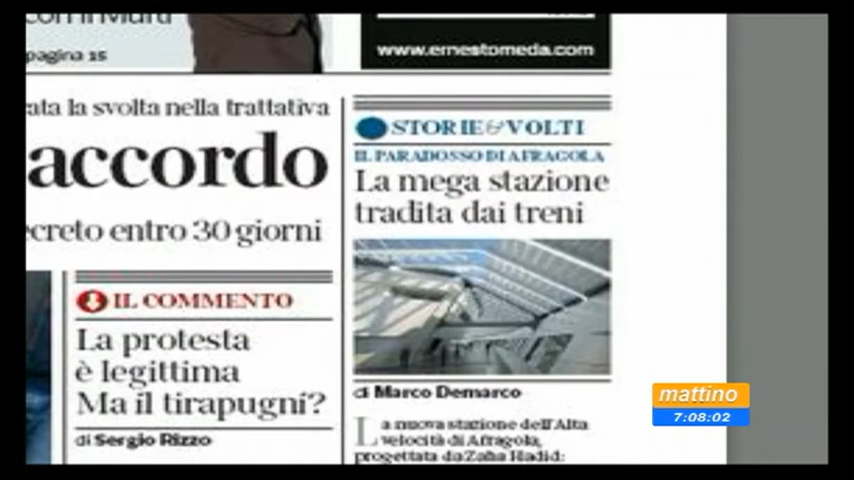 con i Multi
pagina 15
www.ernestomeda.com
ata la svolta nella trattativa
accordo
ecreto entro 30 giorni
IL COMMENTO
La protesta
è legittima
Ma il tirapugni?
di Sergio Rizzo
STORIE&VOLTI
IL PARADOSSO DI AFRAGOLA
La mega stazione
tradita dai treni
di Marco Demarco
La nuova stazione dell'Alta
velocità di Afragola,
progettata da Zaha Hadid:
mattino
7:08:02